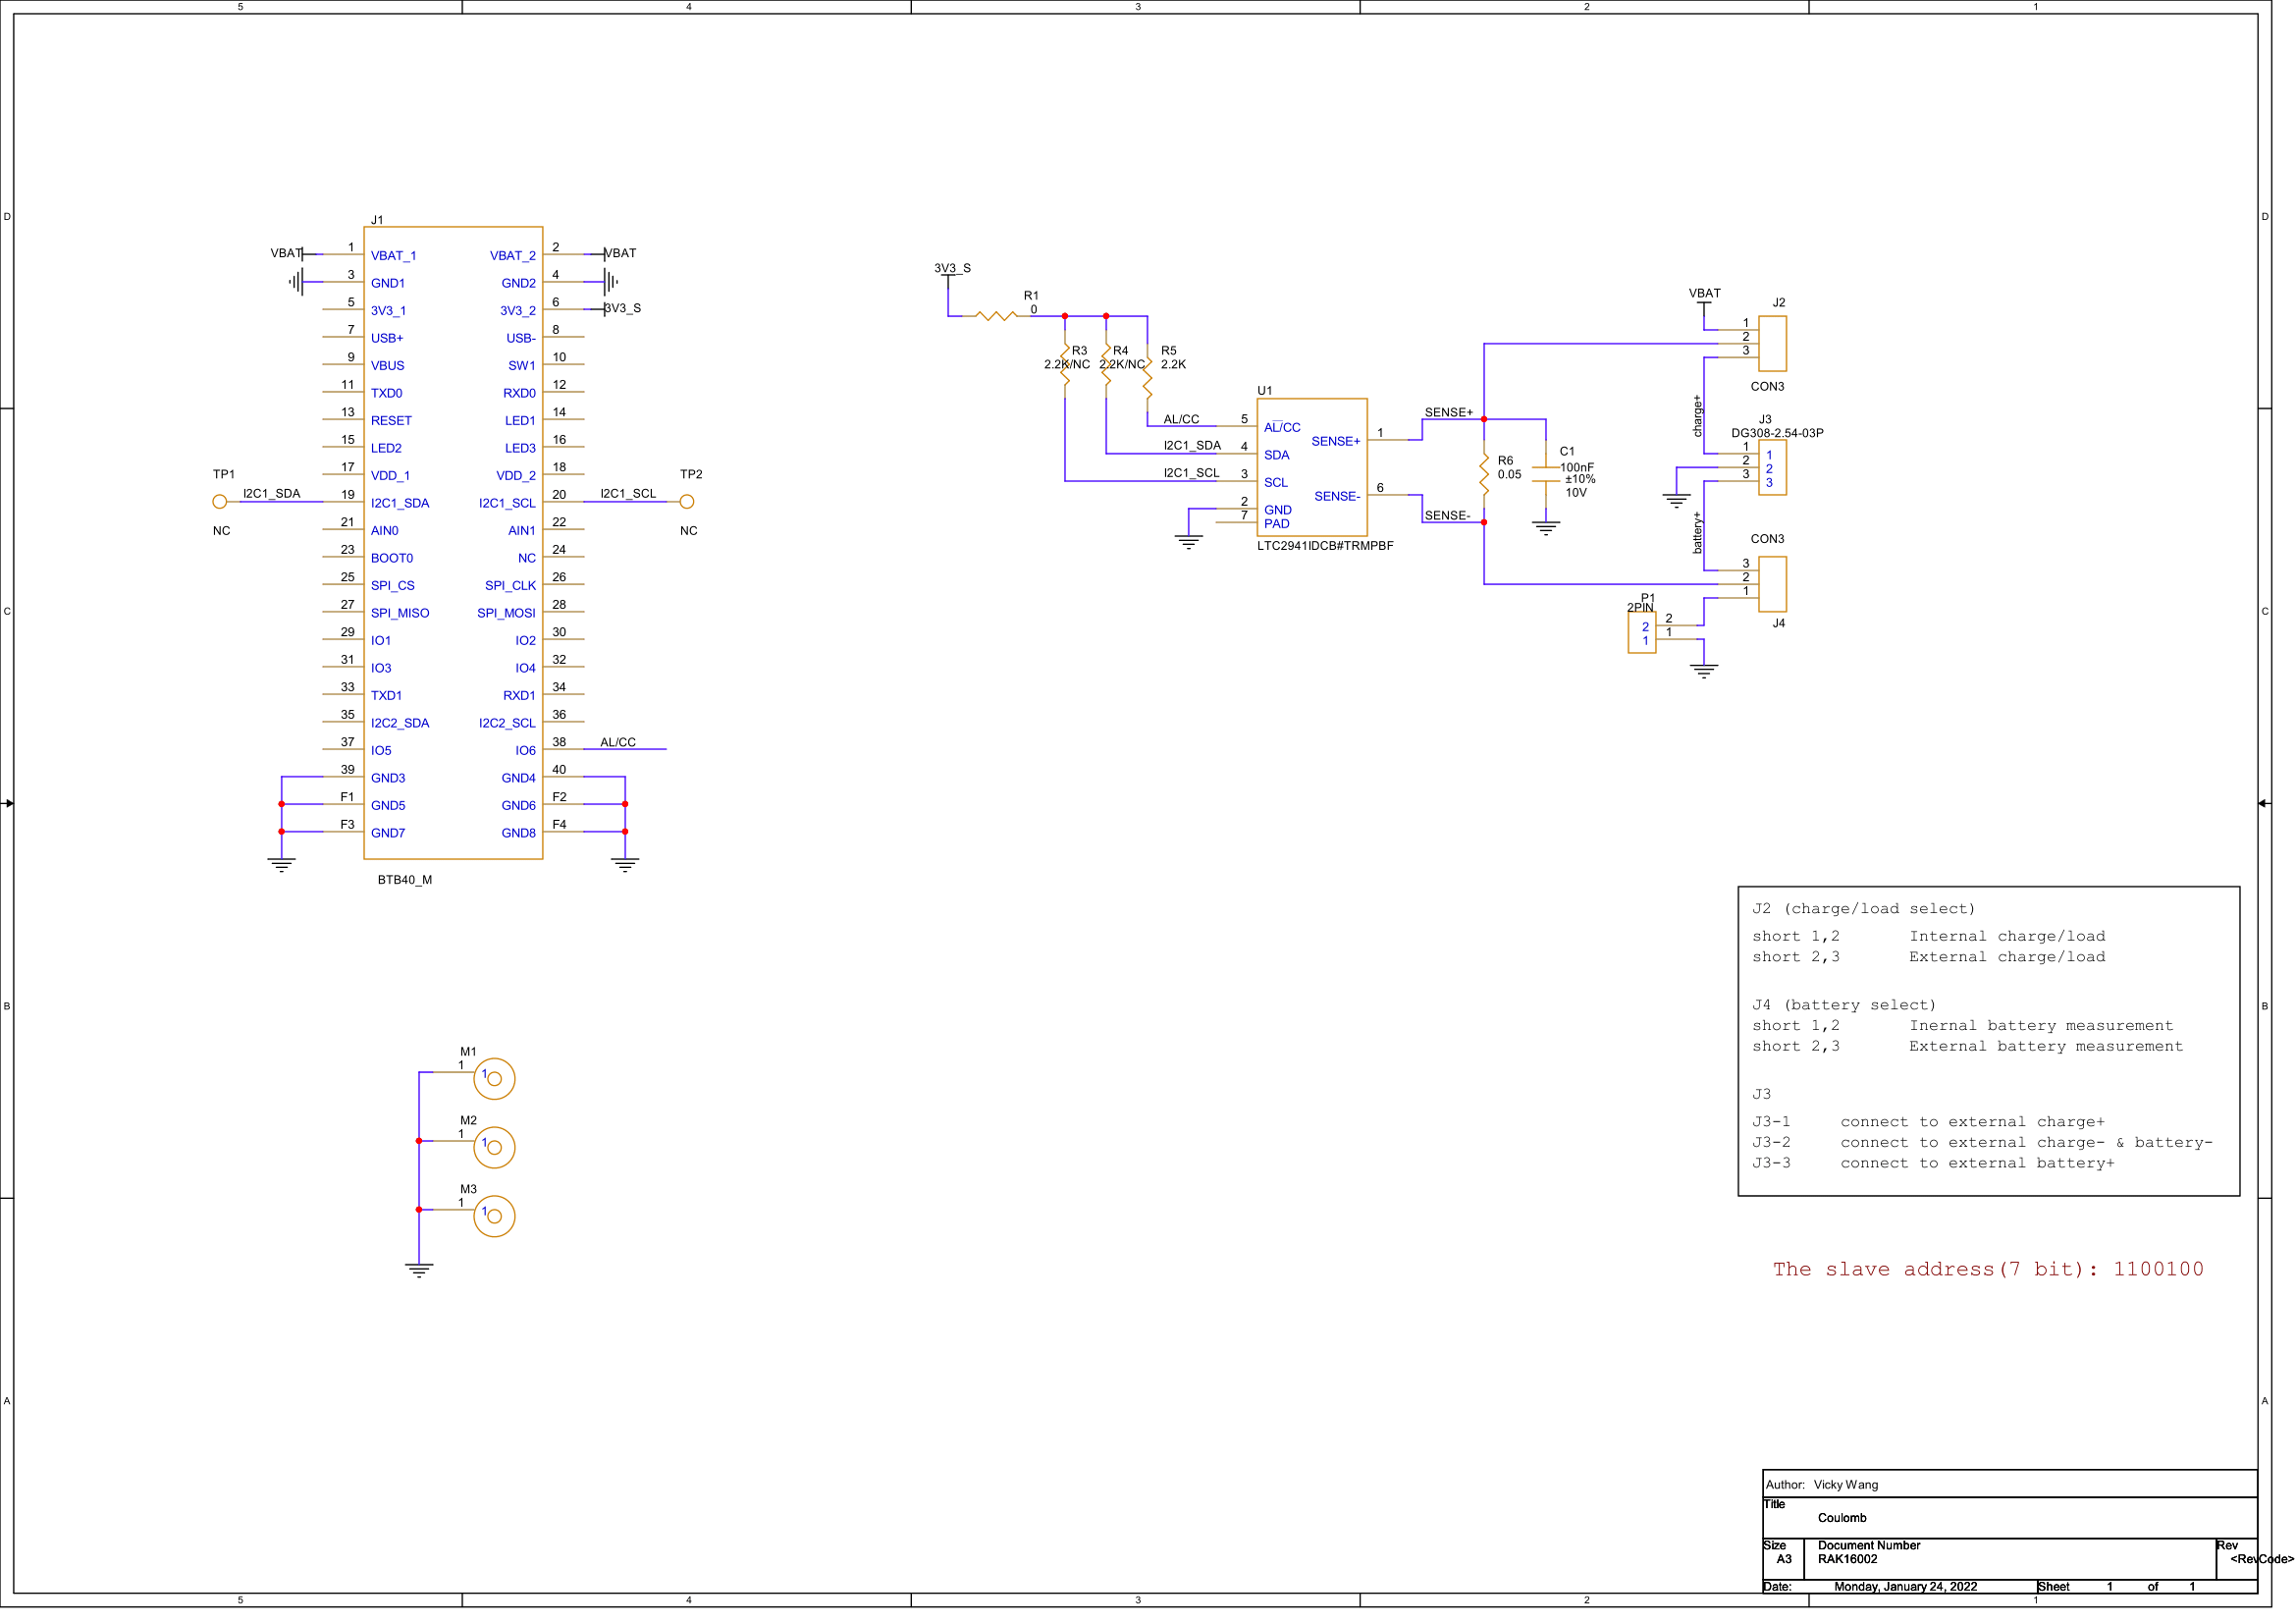 5 4 3 2 1
D D
C C
B B
A A
J1
VBAT 1 VBAT_1 VBAT_2 2 VBAT
3 GND1 GND2 4
5 3V3_1 3V3_2 6 3V3_S
7 USB+ USB- 8
9 VBUS SW1 10
11 TXD0 RXD0 12
13 RESET LED1 14
15 LED2 LED3 16
17 VDD_1 VDD_2 18
TP1 I2C1_SDA 19 I2C1_SDA I2C1_SCL 20 I2C1_SCL TP2
NC NC
21 AIN0 AIN1 22
23 BOOT0 NC 24
25 SPI_CS SPI_CLK 26
27 SPI_MISO SPI_MOSI 28
29 IO1 IO2 30
31 IO3 IO4 32
33 TXD1 RXD1 34
35 I2C2_SDA I2C2_SCL 36
37 IO5 IO6 38 AL/CC
39 GND3 GND4 40
F1 GND5 GND6 F2
F3 GND7 GND8 F4
BTB40_M
3V3_S
R1
0
R3
2.2K/NC
R4
2.2K/NC
R5
2.2K
U1
AL/CC 5 AL/CC
I2C1_SDA 4 SDA
I2C1_SCL 3 SCL
2 GND
7 PAD
SENSE+ 1 SENSE+
SENSE- 6 SENSE-
LTC2941IDCB#TRMPBF
R6
0.05
C1
100nF
±10%
10V
VBAT
J2
1
2
3
CON3
charge+
J3
DG308-2.54-03P
1 1
2 2
3 3
battery+
CON3
3
2
1
J4
P1
2PIN
2 2
1 1
M1
1 1
M2
1 1
M3
1 1
J2 (charge/load select)
short 1,2 Internal charge/load
short 2,3 External charge/load
J4 (battery select)
short 1,2 Inernal battery measurement
short 2,3 External battery measurement
J3
J3-1 connect to external charge+
J3-2 connect to external charge- & battery-
J3-3 connect to external battery+
The slave address(7 bit): 1100100
Author: Vicky Wang
Title
Coulomb
Size Document Number Rev
A3 RAK16002 <RevCode>
Date: Monday, January 24, 2022 Sheet 1 of 1
5 4 3 2 1